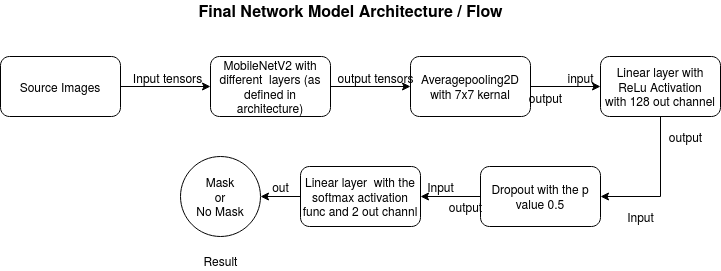 Final Network Model Architecture / Flow
Source Images
Input tensors
MobileNetV2 with
different layers (as
defined in
architecture)
output tensors
Averagepooling2D
with 7x7 kernal
input
output
Linear layer with
ReLu Activation
with 128 out channel
output
Input
Dropout with the p
value 0.5
Input
output
Linear layer with the
softmax activation
func and 2 out channl
out
Mask
or
No Mask
Result